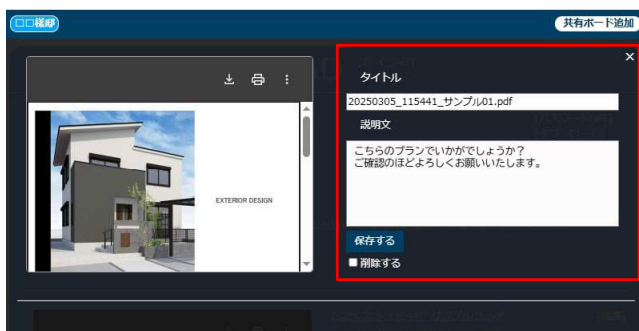 □□様邸
共有ボード追加
タイトル
20250305_115441_サンプル01.pdf
説明文
こちらのプランでいかがでしょうか?
ご確認のほどよろしくお願いいたします。
EXTERIOR DESIGN
保存する
削除する